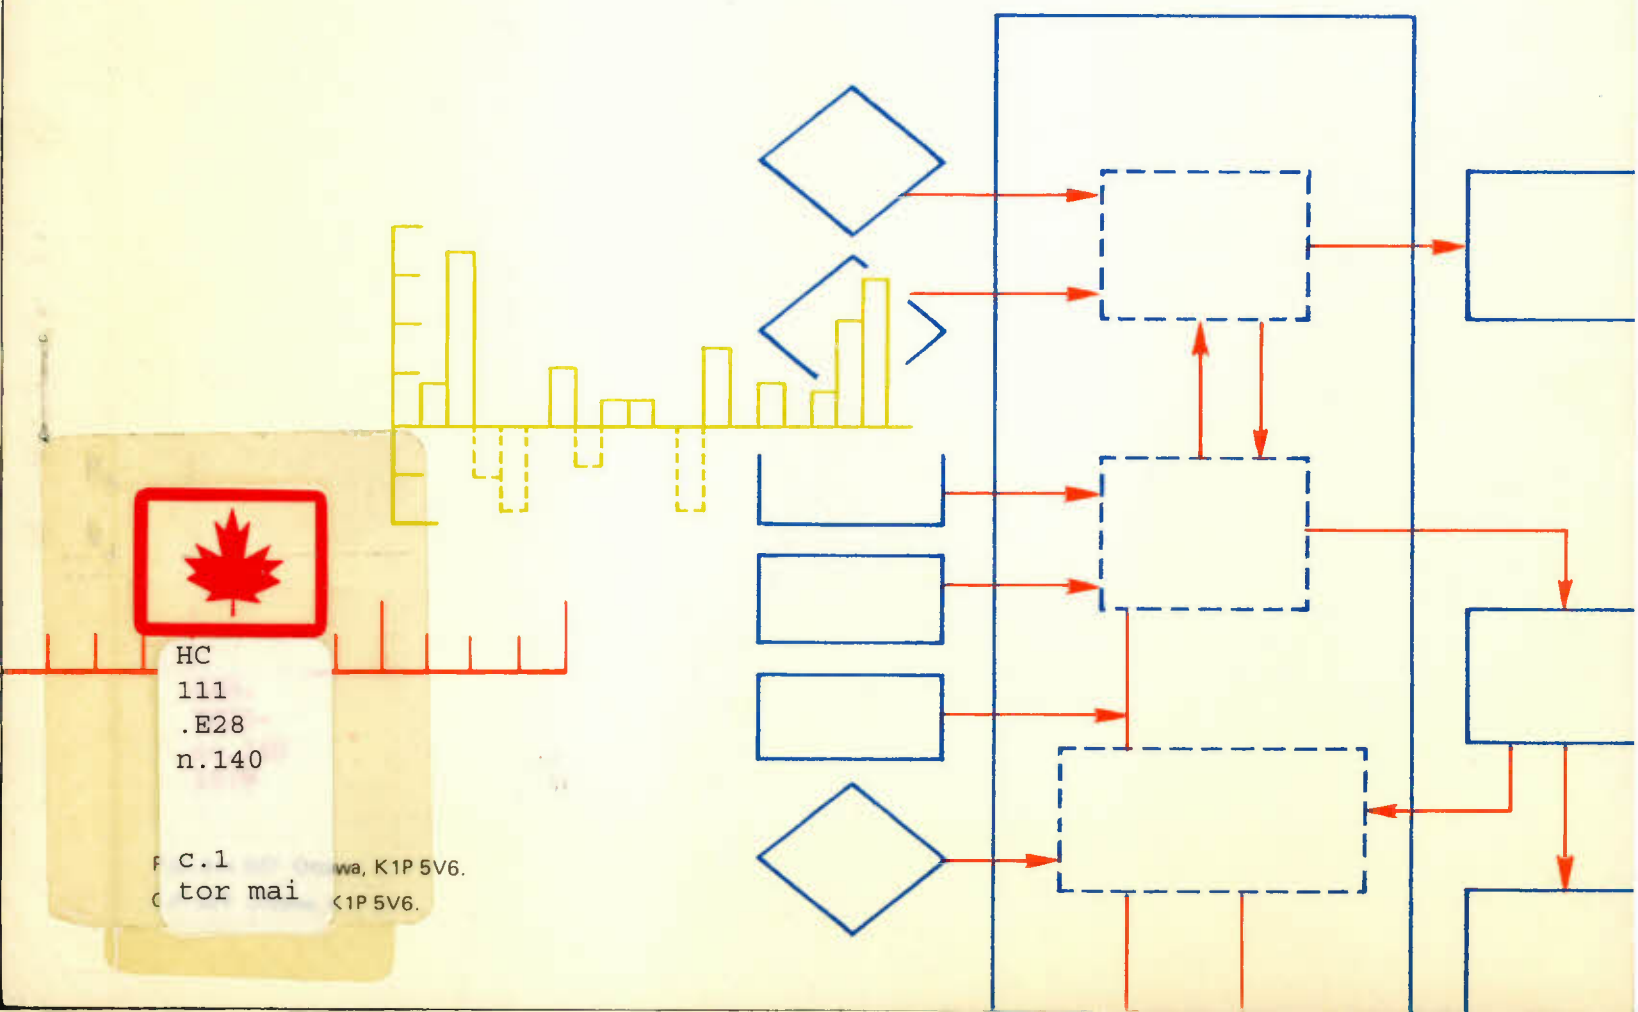 HC
111
.E28
n.140
c.1 wa, K1P 5V6.
tor mai K1P 5V6.